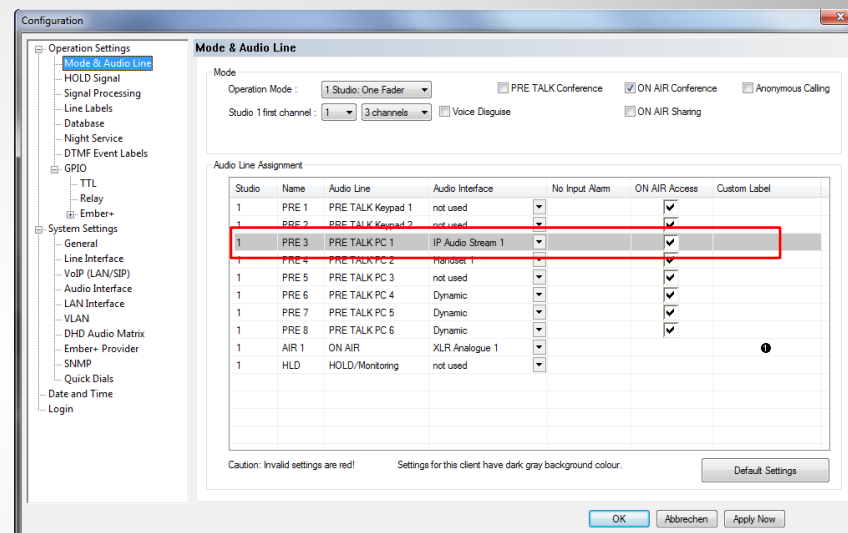 Configuration
Operation Settings
Mode & Audio Line
HOLD Signal
Signal Processing
Line Labels
Database
Night Service
DTMF Event Labels
GPIO
TTL
Relay
Ember+
System Settings
General
Line Interface
VoIP (LAN/SIP)
Audio Interface
LAN Interface
VLAN
DHD Audio Matrix
Ember+ Provider
SNMP
Quick Dials
Date and Time
Login
Mode & Audio Line
Mode
Operation Mode : 1 Studio: One Fader PRE TALK Conference ON AIR Conference Anonymous Calling
Studio 1 first channel : 1 3 channels Voice Disguise ON AIR Sharing
Audio Line Assignment
Studio Name Audio Line Audio Interface No Input Alarm ON AIR Access Custom Label
1 PRE 1 PRE TALK Keypad 1 not used
1 PRE 2 PRE TALK Keypad 2 not used
1 PRE 3 PRE TALK PC 1 IP Audio Stream 1
1 PRE 4 PRE TALK PC 2 Handset 1
1 PRE 5 PRE TALK PC 3 not used
1 PRE 6 PRE TALK PC 4 Dynamic
1 PRE 7 PRE TALK PC 5 Dynamic
1 PRE 8 PRE TALK PC 6 Dynamic
1 AIR 1 ON AIR XLR Analogue 1 ❶
1 HLD HOLD/Monitoring not used
Caution: Invalid settings are red! Settings for this client have dark gray background colour. Default Settings
OK Abbrechen Apply Now